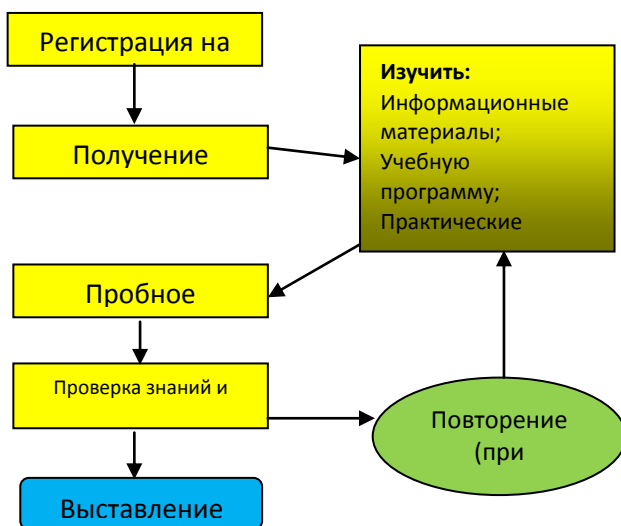 Регистрация на
Получение
Изучить:
Информационные
материалы;
Учебную
программу;
Практические
Пробное
Проверка знаний и
Повторение
(при
Выставление